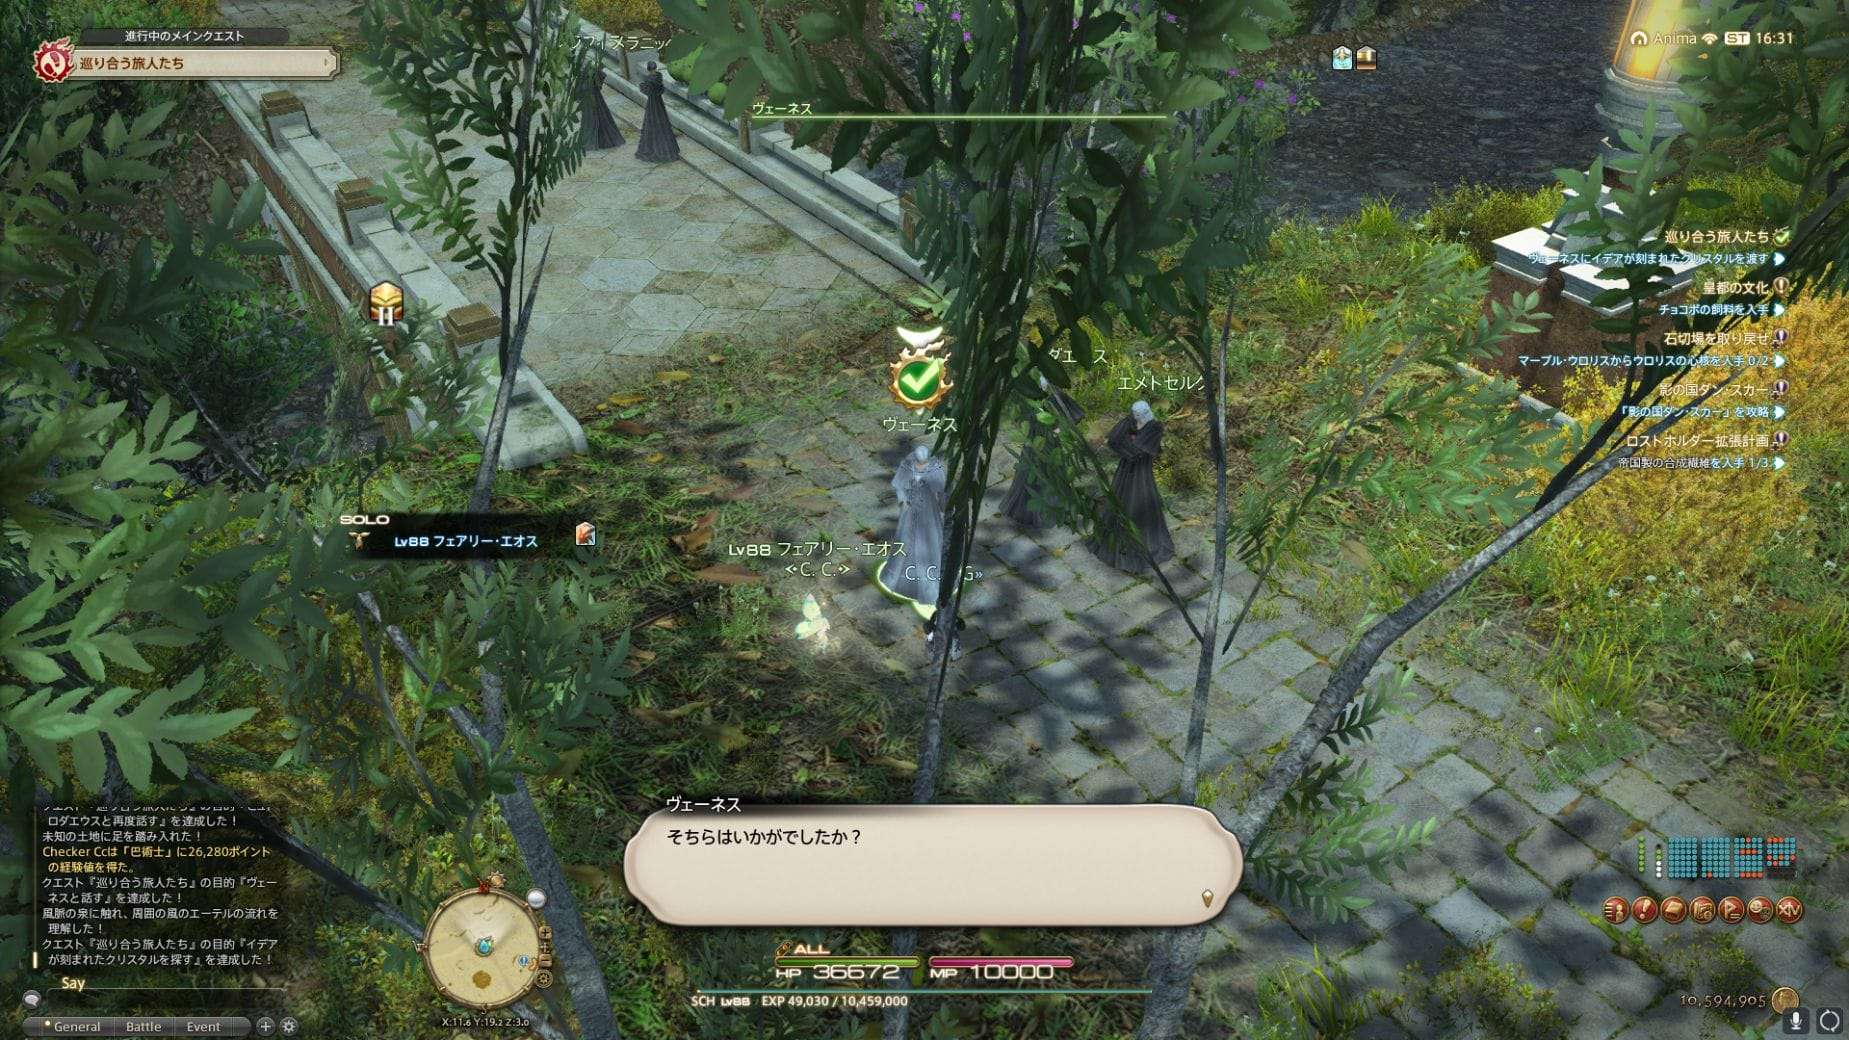 進行中のメインクエスト
巡り合う旅人たち
Anima ST 16:31
ヴェーネス
巡り合う旅人たち
ヴェーネスにイデアが刻まれたクリスタルを渡す
皇都の文化
チョコボの飼料を入手
石切場を取り戻せ
マーブル・ウロリスからウロリスの心核を入手 0/2
影の国ダン・スカー
「影の国ダン・スカー」を攻略
ロストホルダー拡張計画
帝国製の合成繊維を入手 1/3
II
エメトセルク
ヴェーネス
SOLO
Lv88 フェアリー・エオス
Lv88 フェアリー・エオス
<C. C.>
ヴェーネス
そちらはいかがでしたか？
ロダエウスと再度話す』を達成した！
未知の土地に足を踏み入れた！
Checker Ccは「巴術士」に26,280ポイント
の経験値を得た。
クエスト『巡り合う旅人たち』の目的『ヴェー
ネスと話す』を達成した！
風脈の泉に触れ、周囲の風のエーテルの流れを
理解した！
クエスト『巡り合う旅人たち』の目的『イデア
が刻まれたクリスタルを探す』を達成した！
Say
General Battle Event
X:11.6 Y:19.2 Z:3.0
ALL
HP 36672 MP 10000
SCH Lv88 EXP 49,030 / 10,459,000
XIV
10,594,905